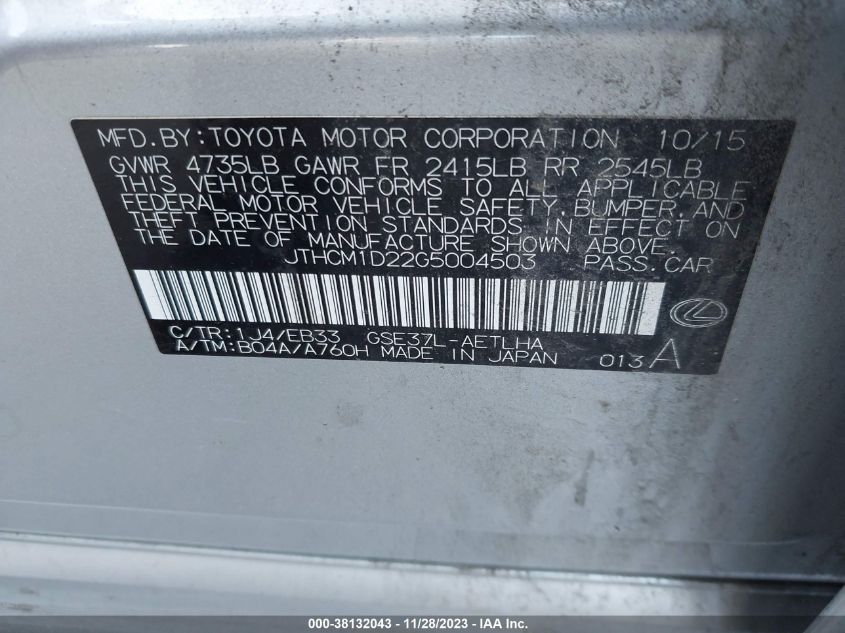 MFD.BY:TOYOTA MOTOR CORPORATION 10/15
GVWR 4735LB GAWR FR 2415LB RR 2545LB
THIS VEHICLE CONFORMS TO ALL APPLICABLE
FEDERAL MOTOR VEHICLE SAFETY,BUMPER,AND
THEFT PREVENTION STANDARDS IN EFFECT ON
THE DATE OF MANUFACTURE SHOWN ABOVE.
JTHCM1D22G5004503 PASS.CAR
C/TR:1J4/EB33 GSE37L-AETLHA
A/TM:B04A/A760H MADE IN JAPAN 013A
000-38132043 - 11/28/2023 - IAA Inc.